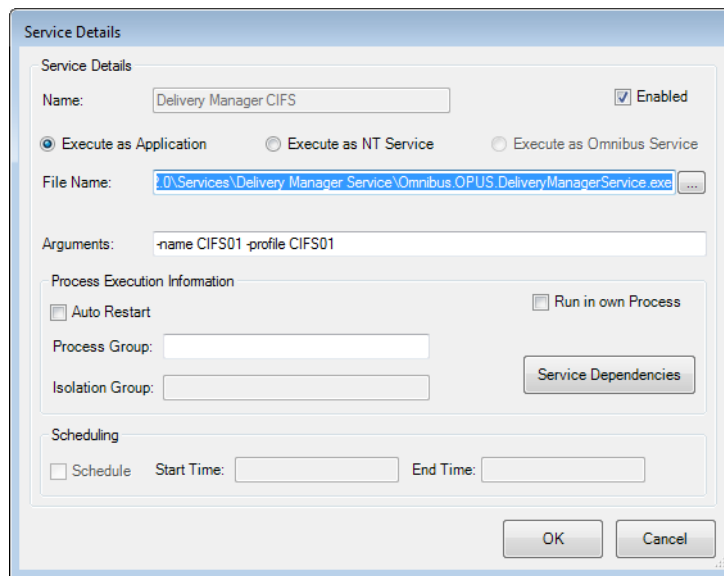 Service Details
Service Details
Name: Delivery Manager CIFS Enabled
Execute as Application Execute as NT Service Execute as Omnibus Service
File Name: 2.0\Services\Delivery Manager Service\Omnibus.OPUS.DeliveryManagerService.exe ...
Arguments: -name CIFS01 -profile CIFS01
Process Execution Information
Auto Restart Run in own Process
Process Group:
Service Dependencies
Isolation Group:
Scheduling
Schedule Start Time: End Time:
OK Cancel